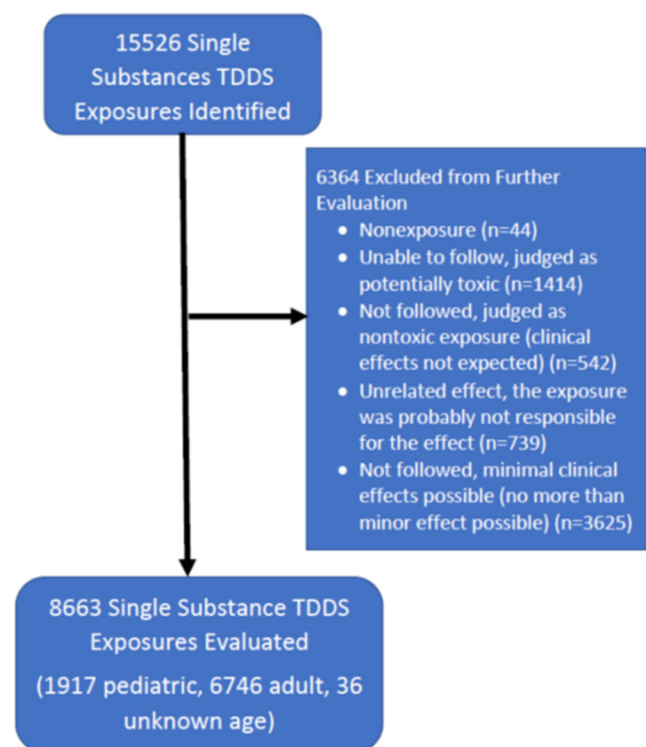 15526 Single
Substances TDDS
Exposures Identified
6364 Excluded from Further
Evaluation
• Nonexposure (n=44)
• Unable to follow, judged as
potentially toxic (n=1414)
• Not followed, judged as
nontoxic exposure (clinical
effects not expected) (n=542)
• Unrelated effect, the exposure
was probably not responsible
for the effect (n=739)
• Not followed, minimal clinical
effects possible (no more than
minor effect possible) (n=3625)
8663 Single Substance TDDS
Exposures Evaluated
(1917 pediatric, 6746 adult, 36
unknown age)